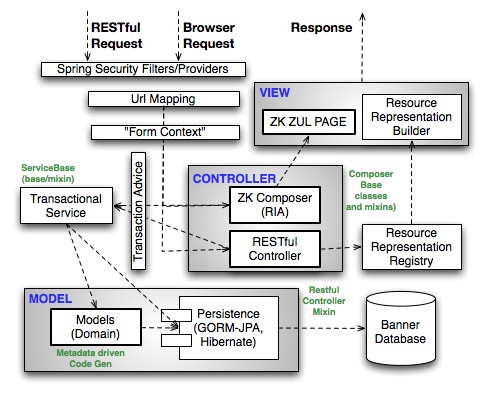 RESTful
Request
Browser
Request
Response
Spring Security Filters/Providers
Url Mapping
"Form Context"
VIEW
ZK ZUL PAGE
Resource
Representation
Builder
ServiceBase
(base/mixin)
Transactional
Service
Transaction Advice
CONTROLLER
ZK Composer
(RIA)
RESTful
Controller
Composer
Base
classes
and mixins)
Resource
Representation
Registry
MODEL
Models
(Domain)
Metadata driven
Code Gen
Persistence
(GORM-JPA,
Hibernate)
Restful
Controller
Mixin
Banner
Database